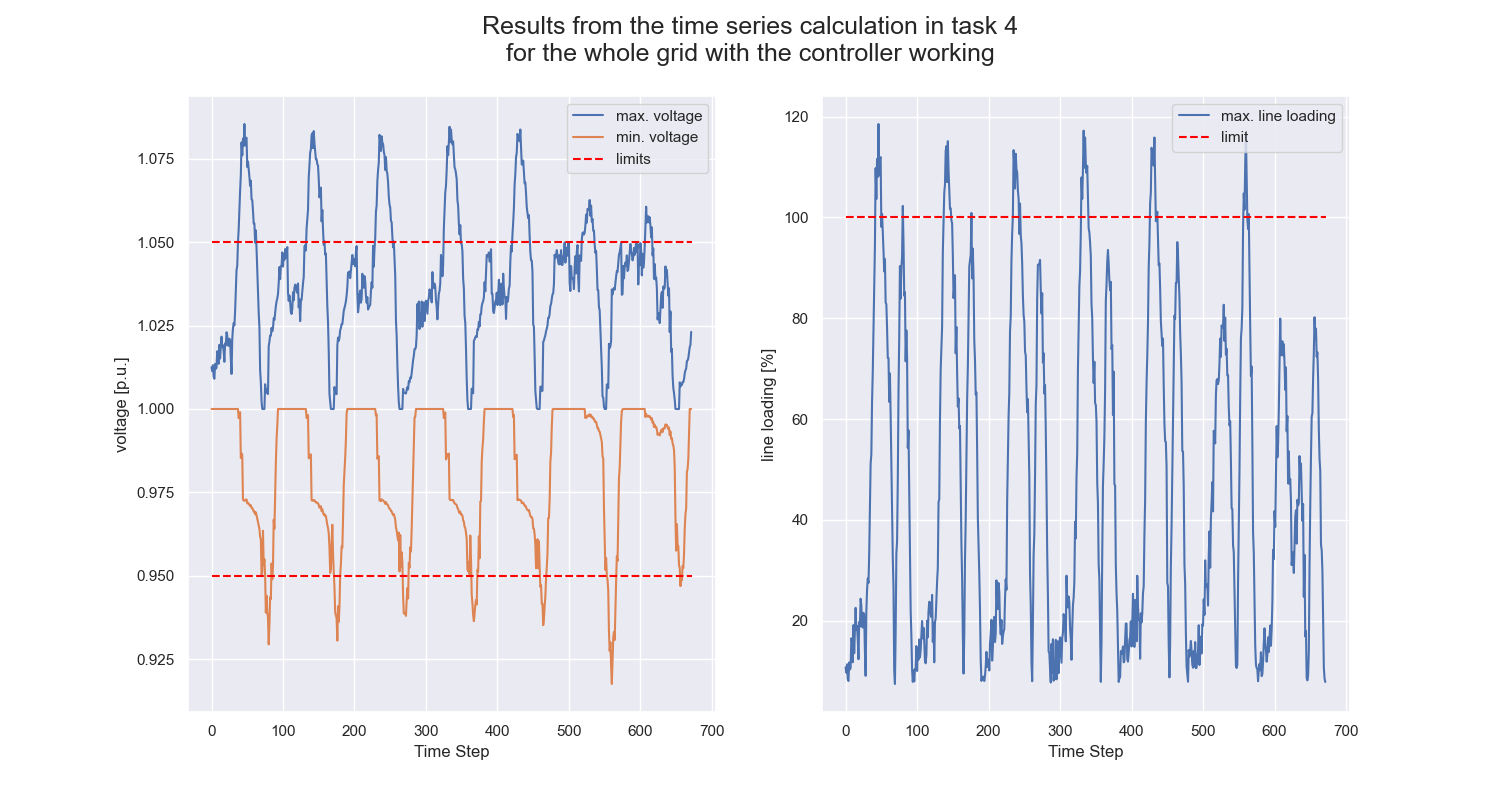 Results from the time series calculation in task 4
for the whole grid with the controller working
max. voltage
min. voltage
limits
1.075
1.050
1.025
1.000
0.975
0.950
0.925
voltage [p.u.]
0 100 200 300 400 500 600 700
Time Step
max. line loading
limit
120
100
80
60
40
20
line loading [%]
0 100 200 300 400 500 600 700
Time Step